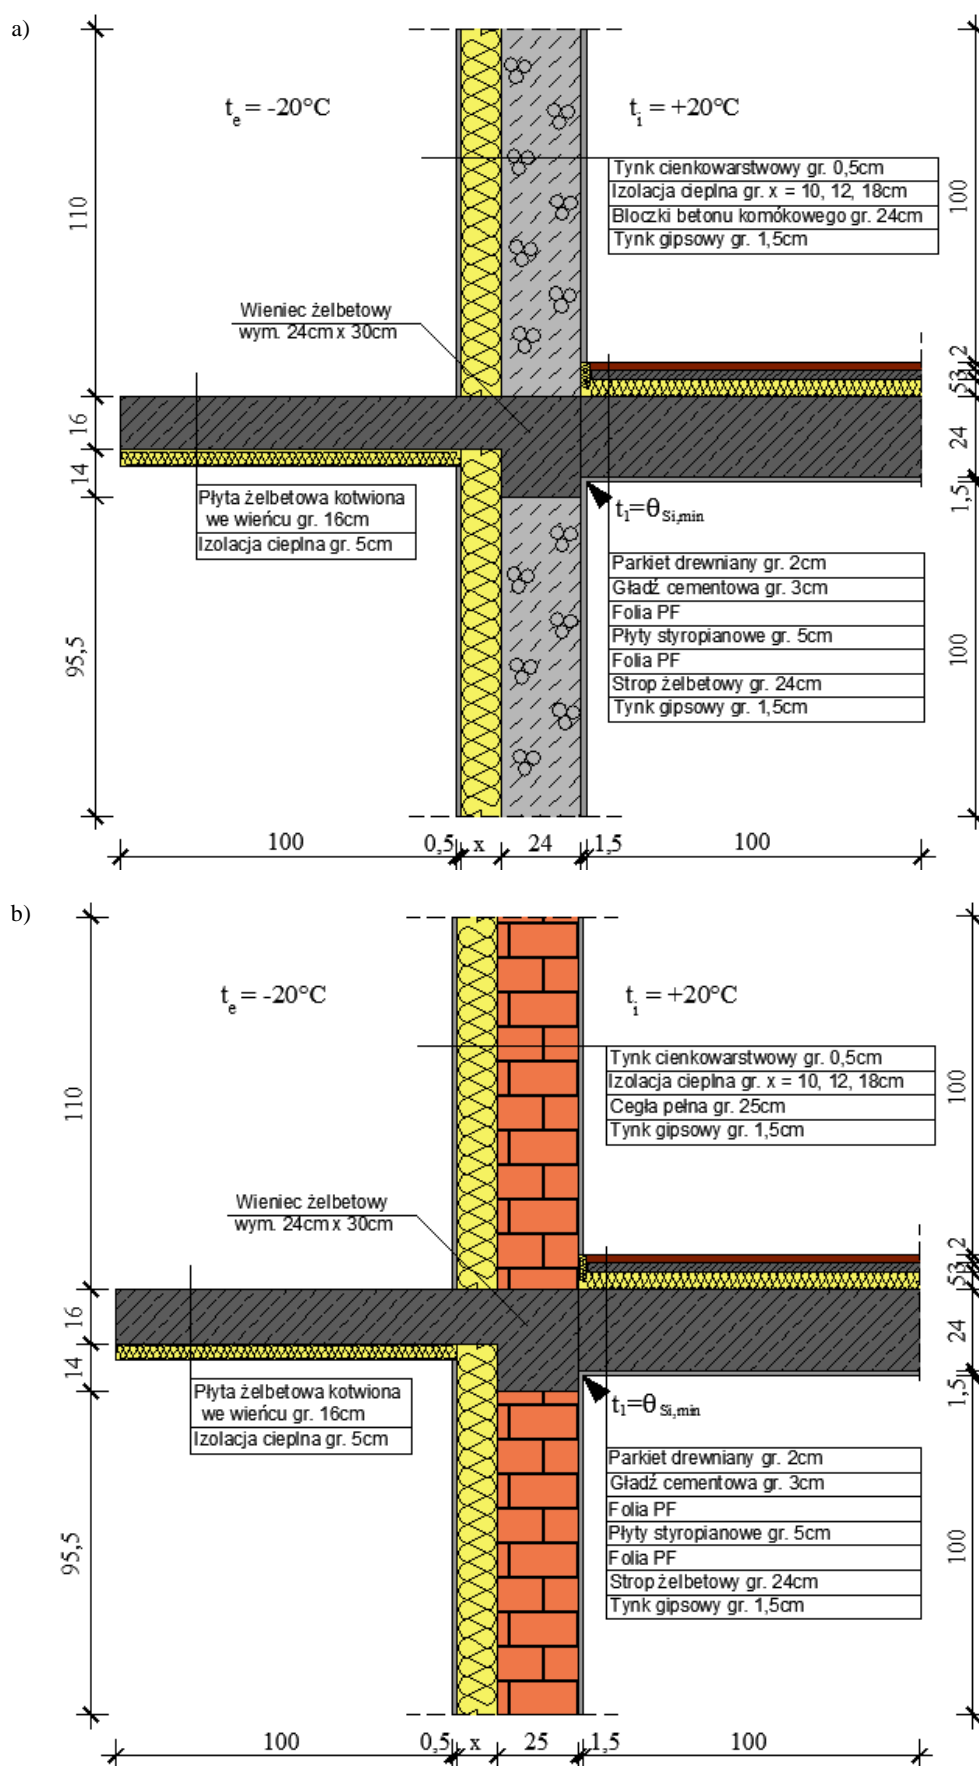 a)
t_e = -20°C
t_i = +20°C
Tynk cienkowarstwowy gr. 0,5cm
Izolacja cieplna gr. x = 10, 12, 18cm
Bloczki betonu komókowego gr. 24cm
Tynk gipsowy gr. 1,5cm
110
100
Wieniec żelbetowy
wym. 24cm x 30cm
2
3
5
16
24
14
1,5
Płyta żelbetowa kotwiona
we wieńcu gr. 16cm
Izolacja cieplna gr. 5cm
t₁=θ Si,min
Parkiet drewniany gr. 2cm
Gładź cementowa gr. 3cm
Folia PF
Płyty styropianowe gr. 5cm
Folia PF
Strop żelbetowy gr. 24cm
Tynk gipsowy gr. 1,5cm
95,5
100
100 0,5 x 24 1,5 100
b)
t_e = -20°C
t_i = +20°C
Tynk cienkowarstwowy gr. 0,5cm
Izolacja cieplna gr. x = 10, 12, 18cm
Cegła pełna gr. 25cm
Tynk gipsowy gr. 1,5cm
110
100
Wieniec żelbetowy
wym. 24cm x 30cm
2
3
5
16
24
14
1,5
Płyta żelbetowa kotwiona
we wieńcu gr. 16cm
Izolacja cieplna gr. 5cm
t₁=θ Si,min
Parkiet drewniany gr. 2cm
Gładź cementowa gr. 3cm
Folia PF
Płyty styropianowe gr. 5cm
Folia PF
Strop żelbetowy gr. 24cm
Tynk gipsowy gr. 1,5cm
95,5
100
100 0,5 x 25 1,5 100